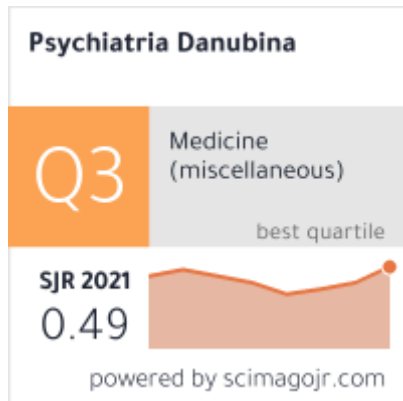 Psychiatria Danubina
Q3
Medicine
(miscellaneous)
best quartile
SJR 2021
0.49
powered by scimagojr.com